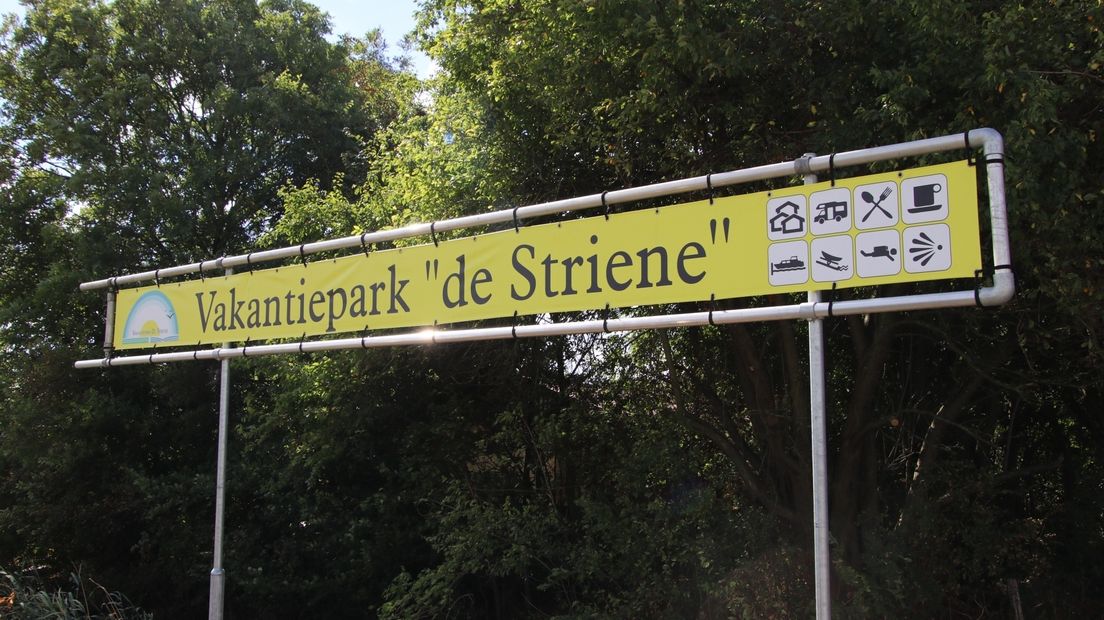 Vakantiepark "de Striene"